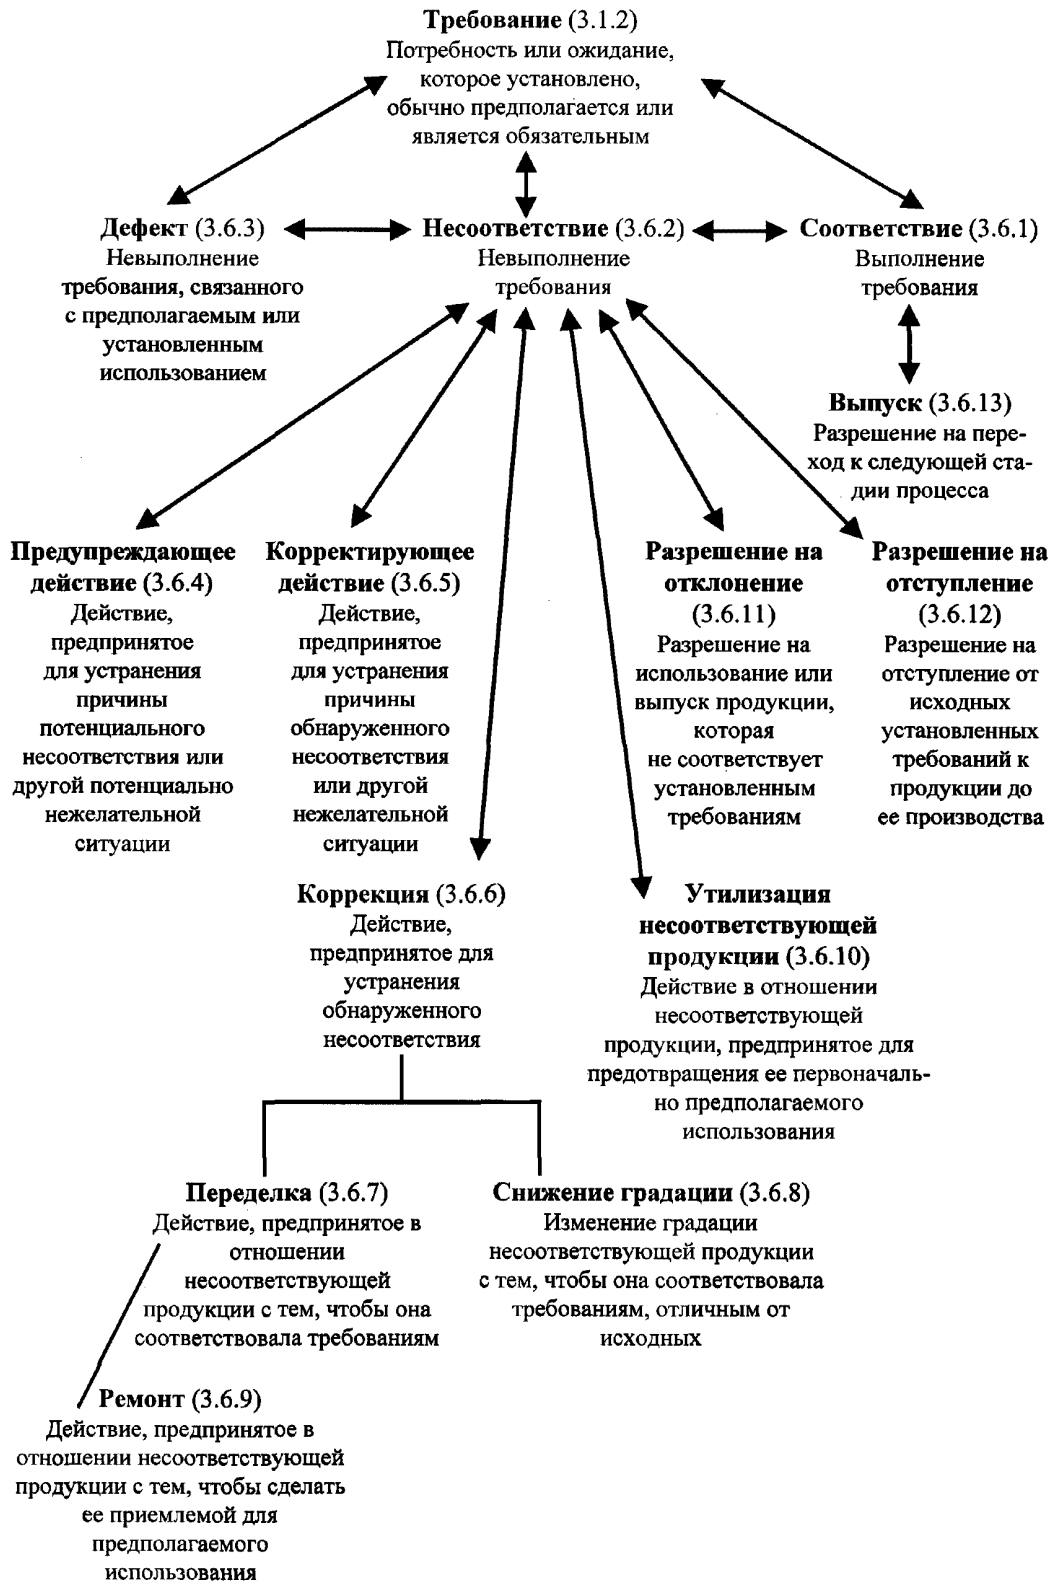 Требование (3.1.2)
Потребность или ожидание,
которое установлено,
обычно предполагается или
является обязательным
Дефект (3.6.3)
Невыполнение
требования, связанного
с предполагаемым или
установленным
использованием
Несоответствие (3.6.2)
Невыполнение
требования
Соответствие (3.6.1)
Выполнение
требования
Выпуск (3.6.13)
Разрешение на пере-
ход к следующей ста-
дии процесса
Предупреждающее
действие (3.6.4)
Действие,
предпринятое
для устранения
причины
потенциального
несоответствия или
другой потенциально
нежелательной
ситуации
Корректирующее
действие (3.6.5)
Действие,
предпринятое
для устранения
причины
обнаруженного
несоответствия
или другой
нежелательной
ситуации
Разрешение на
отклонение
(3.6.11)
Разрешение на
использование или
выпуск продукции,
которая
не соответствует
установленным
требованиям
Разрешение на
отступление
(3.6.12)
Разрешение на
отступление от
исходных
установленных
требований к
продукции до
ее производства
Коррекция (3.6.6)
Действие,
предпринятое для
устранения
обнаруженного
несоответствия
Утилизация
несоответствующей
продукции (3.6.10)
Действие в отношении
несоответствующей
продукции, предпринятое для
предотвращения ее первоначаль-
но предполагаемого
использования
Переделка (3.6.7)
Действие, предпринятое в
отношении
несоответствующей
продукции с тем, чтобы она
соответствовала требованиям
Снижение градации (3.6.8)
Изменение градации
несоответствующей продукции
с тем, чтобы она соответствовала
требованиям, отличным от
исходных
Ремонт (3.6.9)
Действие, предпринятое в
отношении несоответствующей
продукции с тем, чтобы сделать
ее приемлемой для
предполагаемого
использования